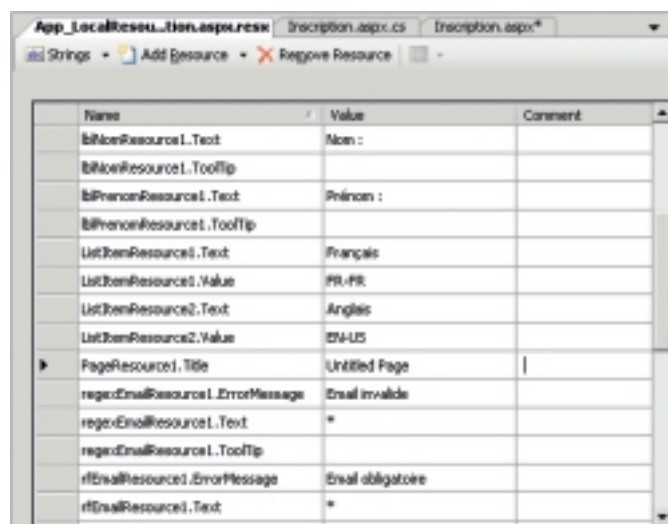 App_LocalResou...tion.aspx.resx Inscription.aspx.cs Inscription.aspx*
Strings Add Resource Remove Resource
Name Value Comment
lblNomResource1.Text Nom :
lblNomResource1.ToolTip
lblPrenomResource1.Text Prénom :
lblPrenomResource1.ToolTip
ListItemResource1.Text Français
ListItemResource1.Value FR-FR
ListItemResource2.Text Anglais
ListItemResource2.Value EN-US
PageResource1.Title Untitled Page
regexEmailResource1.ErrorMessage Email invalide
regexEmailResource1.Text *
regexEmailResource1.ToolTip
rfEmailResource1.ErrorMessage Email obligatoire
rfEmailResource1.Text *